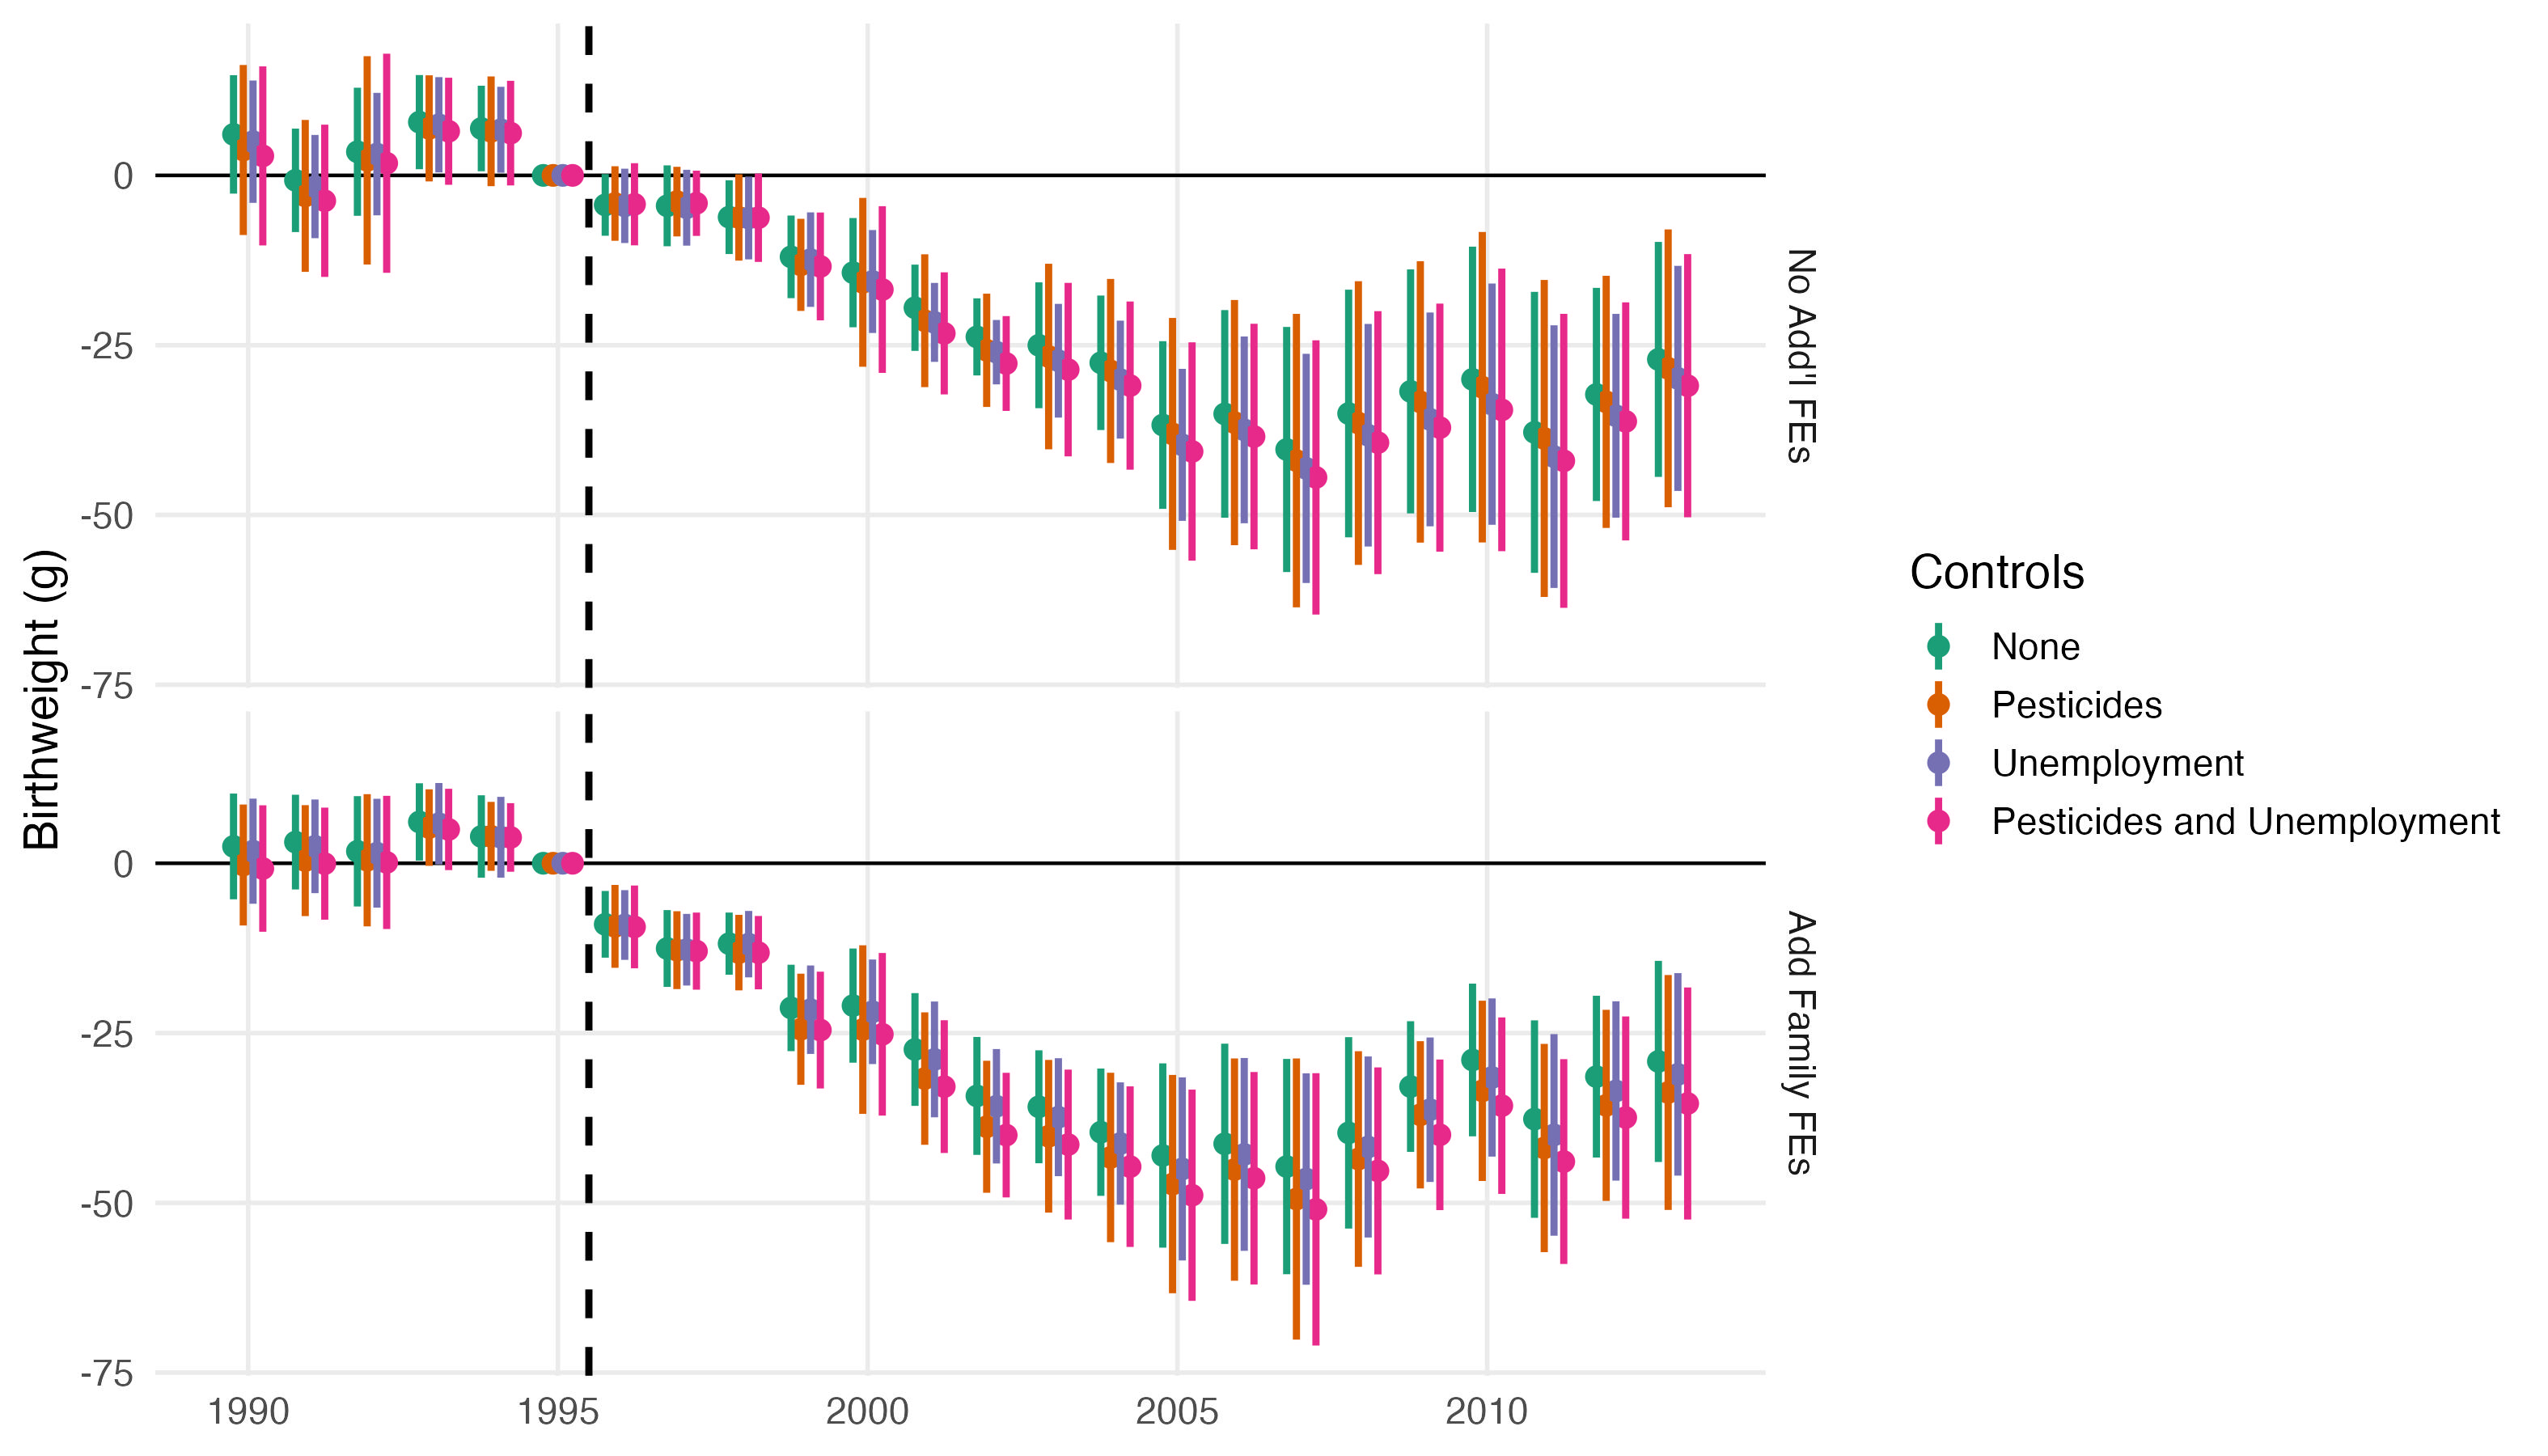 Birthweight (g)
0
-25
-50
-75
No Add'l FEs
0
-25
-50
-75
Add Family FEs
1990
1995
2000
2005
2010
Controls
None
Pesticides
Unemployment
Pesticides and Unemployment